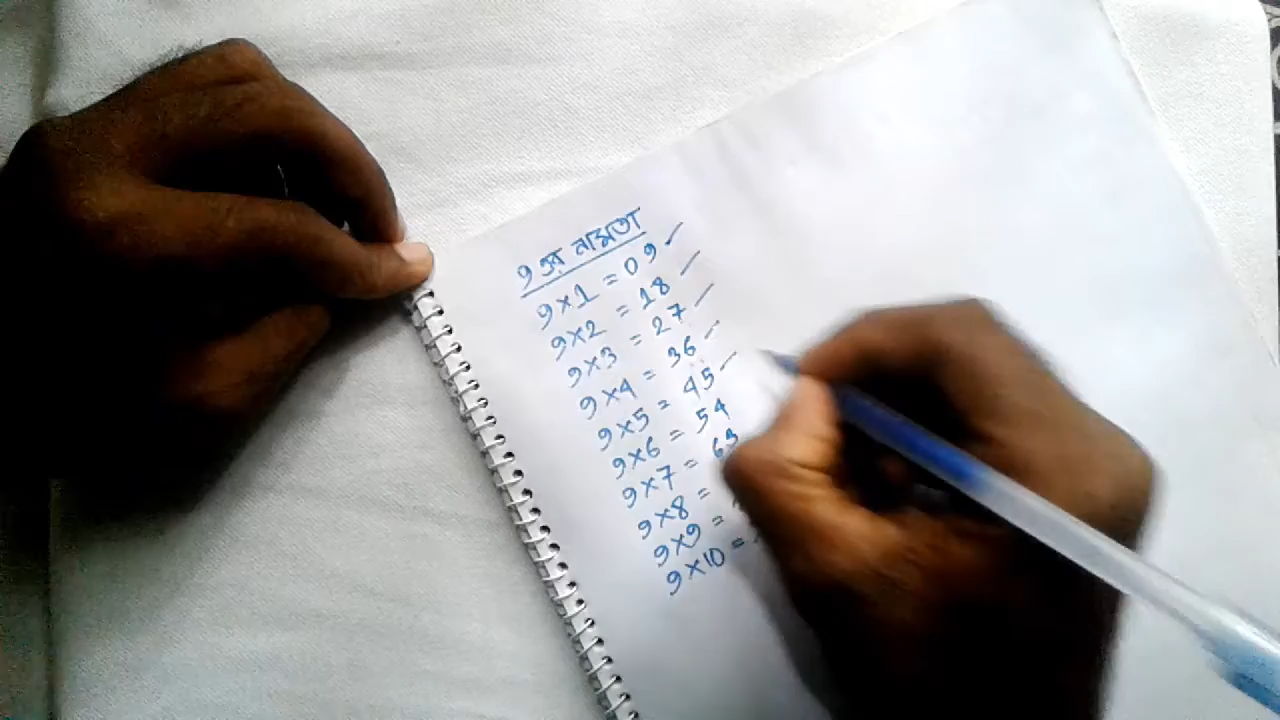 9 এর নামতা
9×1 = 09
9×2 = 18
9×3 = 27
9×4 = 36
9×5 = 45
9×6 = 54
9×7 = 63
9×8 =
9×9 =
9×10 =